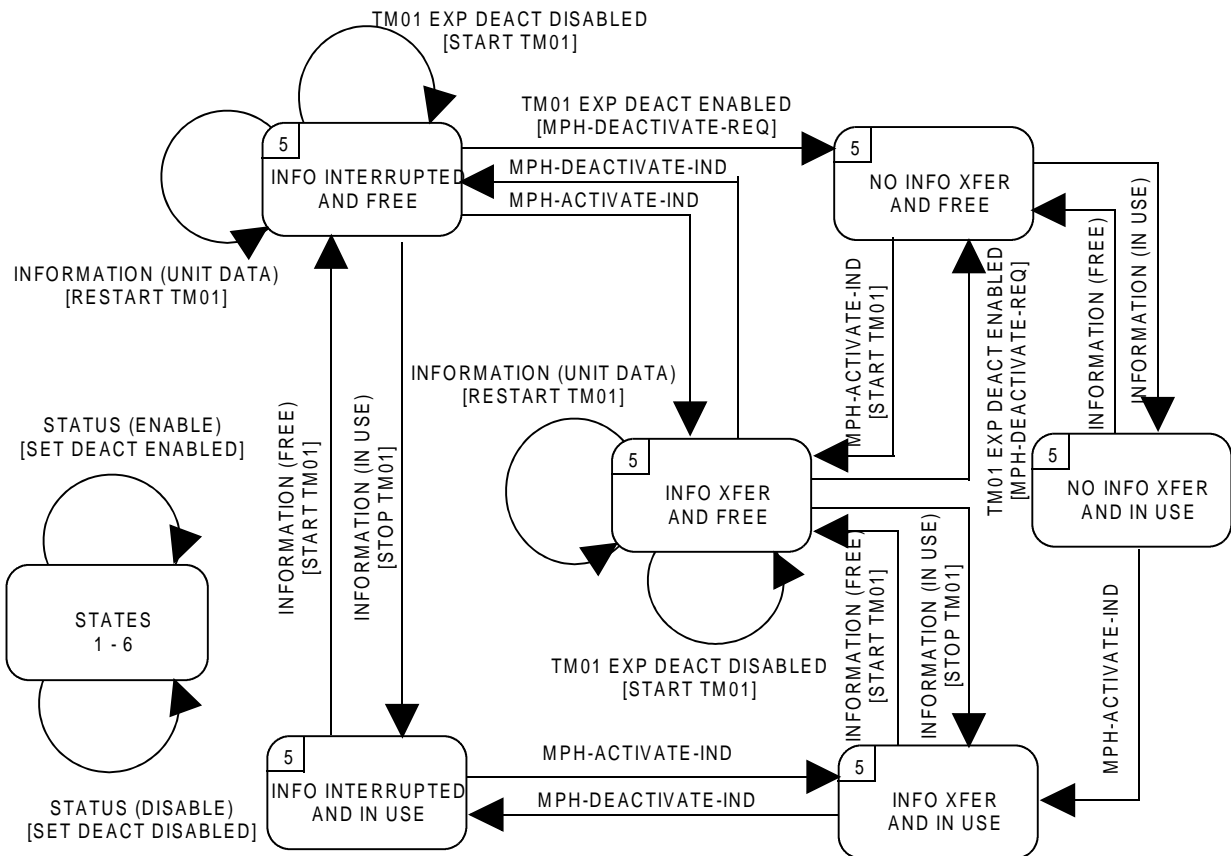 TM01 EXP DEACT DISABLED
[START TM01]
TM01 EXP DEACT ENABLED
[MPH-DEACTIVATE-REQ]
5
INFO INTERRUPTED
AND FREE
MPH-DEACTIVATE-IND
MPH-ACTIVATE-IND
5
NO INFO XFER
AND FREE
INFORMATION (UNIT DATA)
[RESTART TM01]
MPH-ACTIVATE-IND
[START TM01]
TM01 EXP DEACT ENABLED
[MPH-DEACTIVATE-REQ]
INFORMATION (FREE)
INFORMATION (IN USE)
INFORMATION (UNIT DATA)
[RESTART TM01]
STATUS (ENABLE)
[SET DEACT ENABLED]
INFORMATION (FREE)
[START TM01]
INFORMATION (IN USE)
[STOP TM01]
5
INFO XFER
AND FREE
5
NO INFO XFER
AND IN USE
STATES
1 - 6
TM01 EXP DEACT DISABLED
[START TM01]
INFORMATION (FREE)
[START TM01]
INFORMATION (IN USE)
[STOP TM01]
MPH-ACTIVATE-IND
STATUS (DISABLE)
[SET DEACT DISABLED]
5
INFO INTERRUPTED
AND IN USE
MPH-ACTIVATE-IND
MPH-DEACTIVATE-IND
5
INFO XFER
AND IN USE